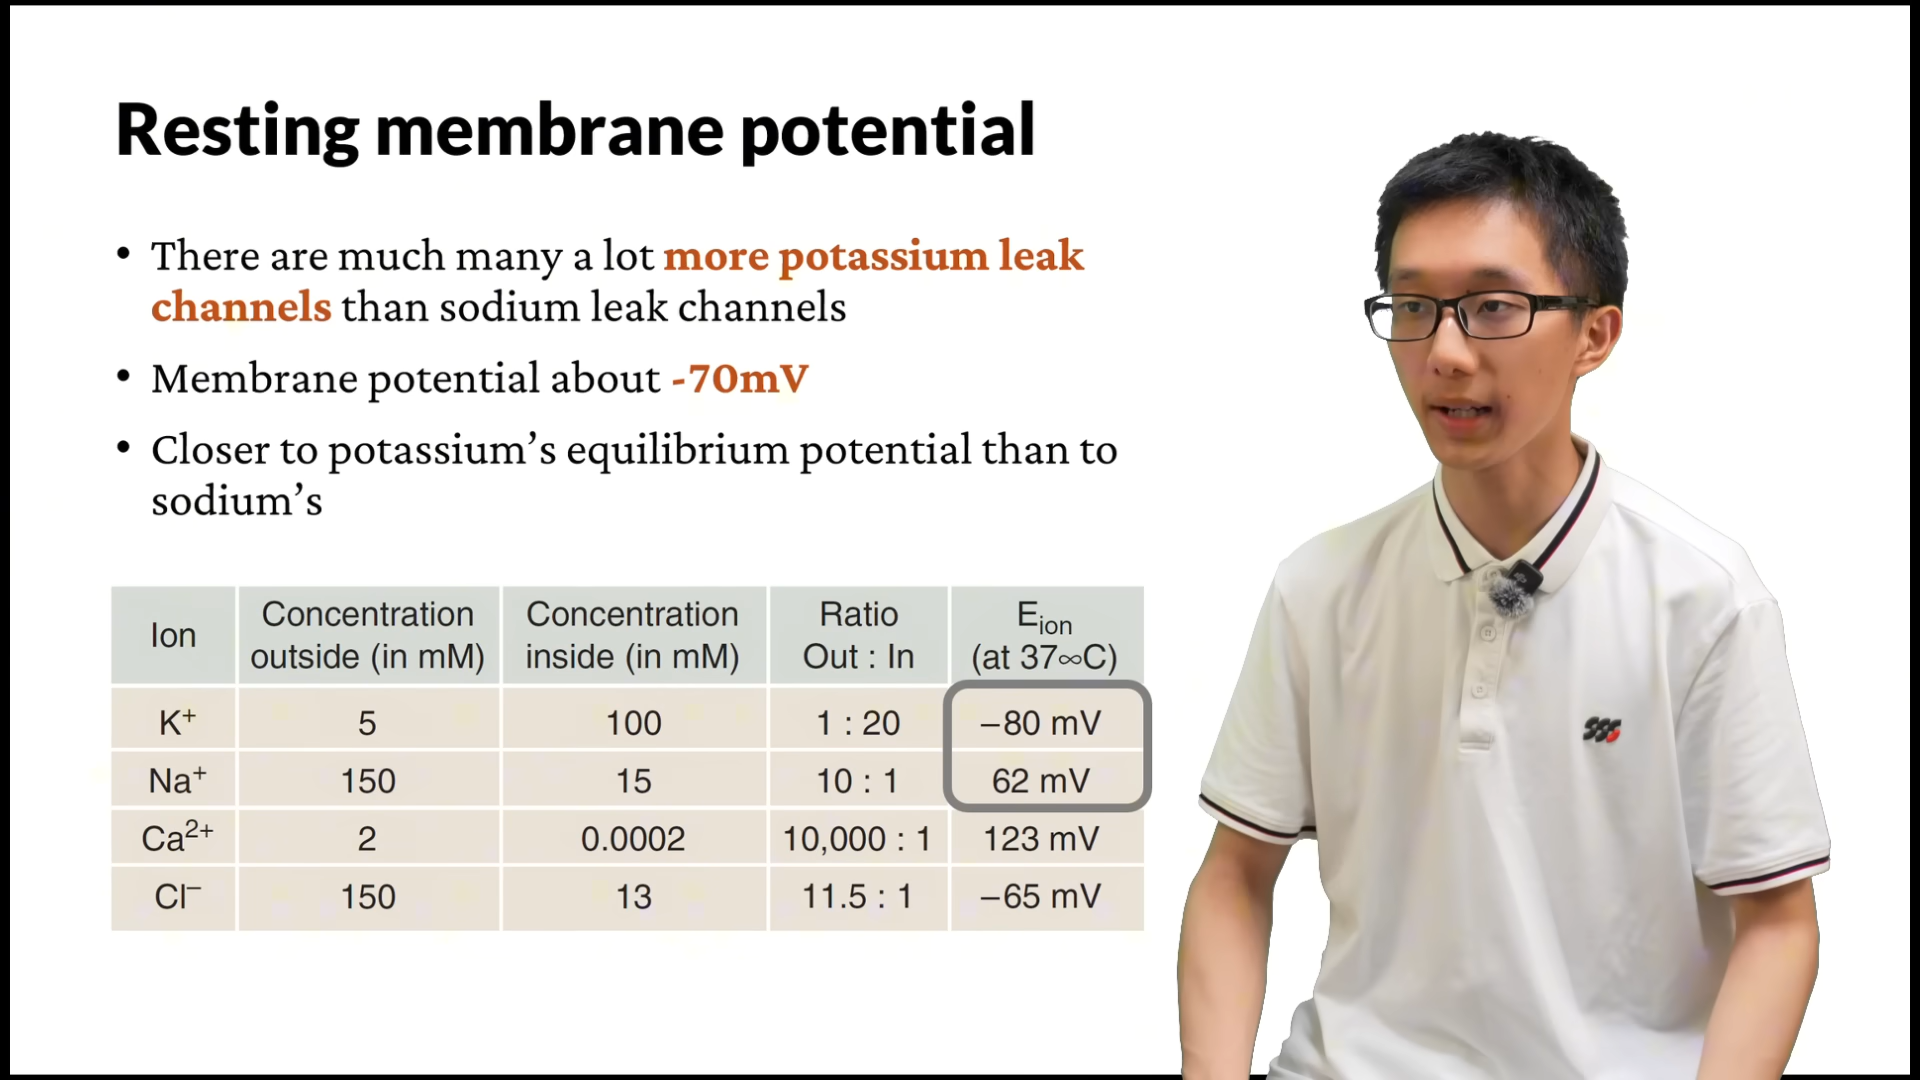 Resting membrane potential
• There are much many a lot more potassium leak
channels than sodium leak channels
• Membrane potential about -70mV
• Closer to potassium’s equilibrium potential than to
sodium’s
Ion Concentration outside (in mM) Concentration inside (in mM) Ratio Out : In Eion (at 37∞C)
K+ 5 100 1 : 20 −80 mV
Na+ 150 15 10 : 1 62 mV
Ca2+ 2 0.0002 10,000 : 1 123 mV
Cl− 150 13 11.5 : 1 −65 mV